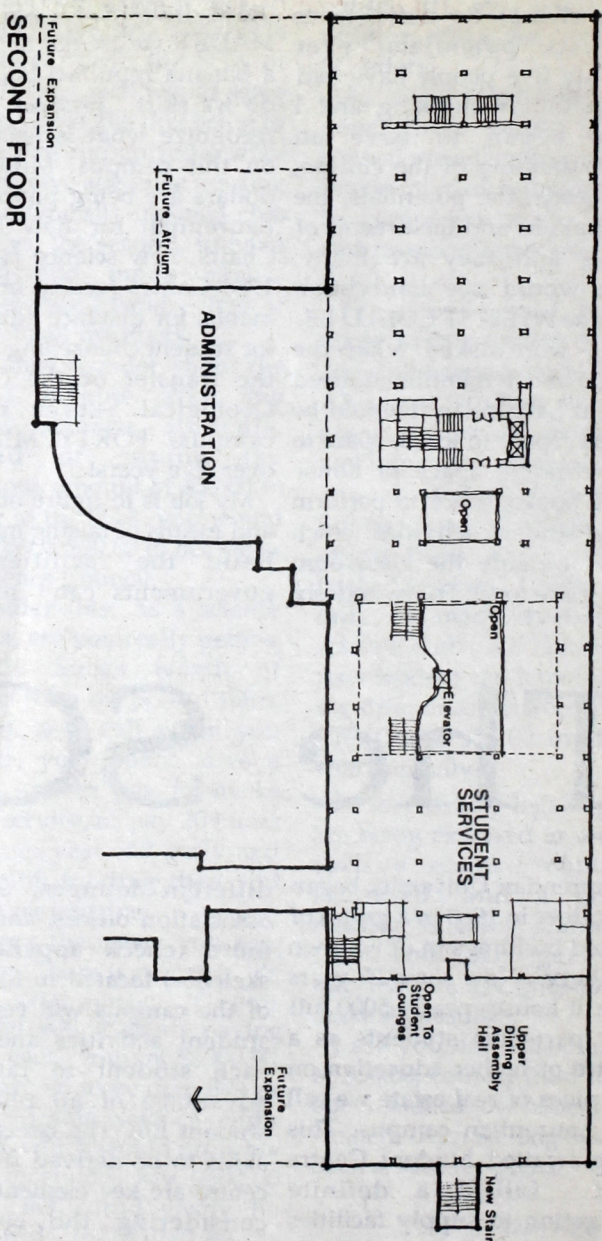 New Stair
Upper
Dining
Assembly
Hall
Open To
Student
Lounges
STUDENT
SERVICES
Open
Elevator
Open
Future
Expansion
ADMINISTATION
Future Atrium
Future Expansion
SECOND FLOOR